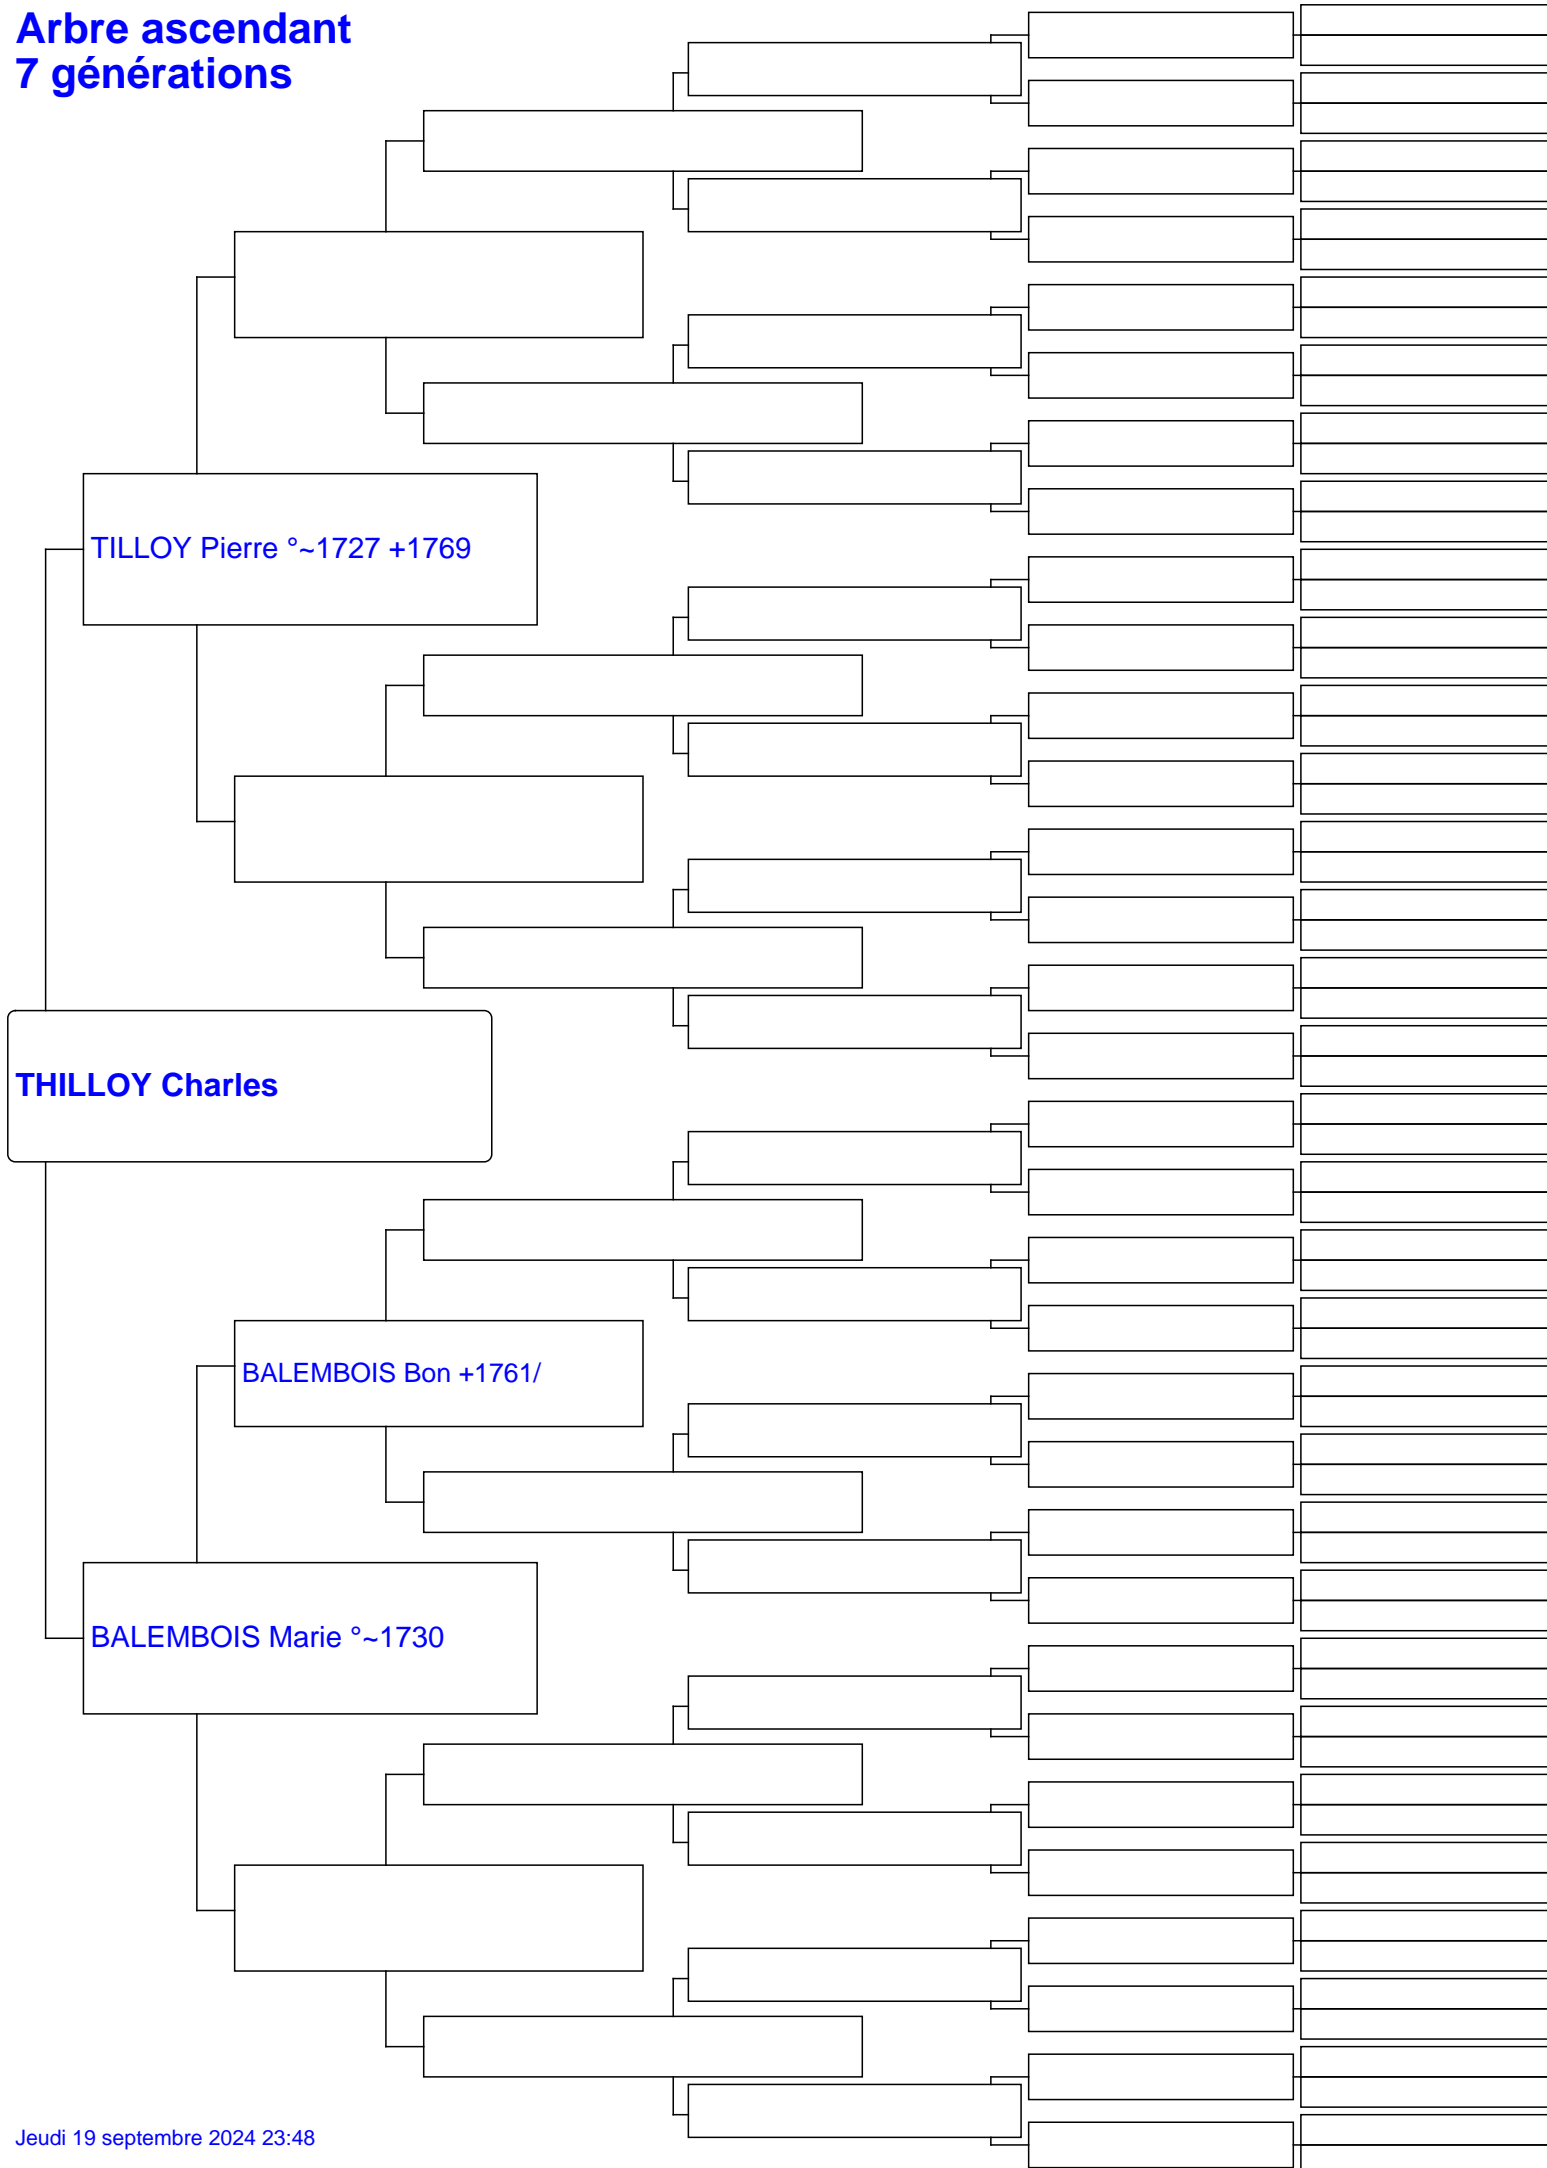 Arbre ascendant
7 générations
TILLOY Pierre °~1727 +1769
THILLOY Charles
BALEMBOIS Bon +1761/
BALEMBOIS Marie °~1730
Jeudi 19 septembre 2024 23:48